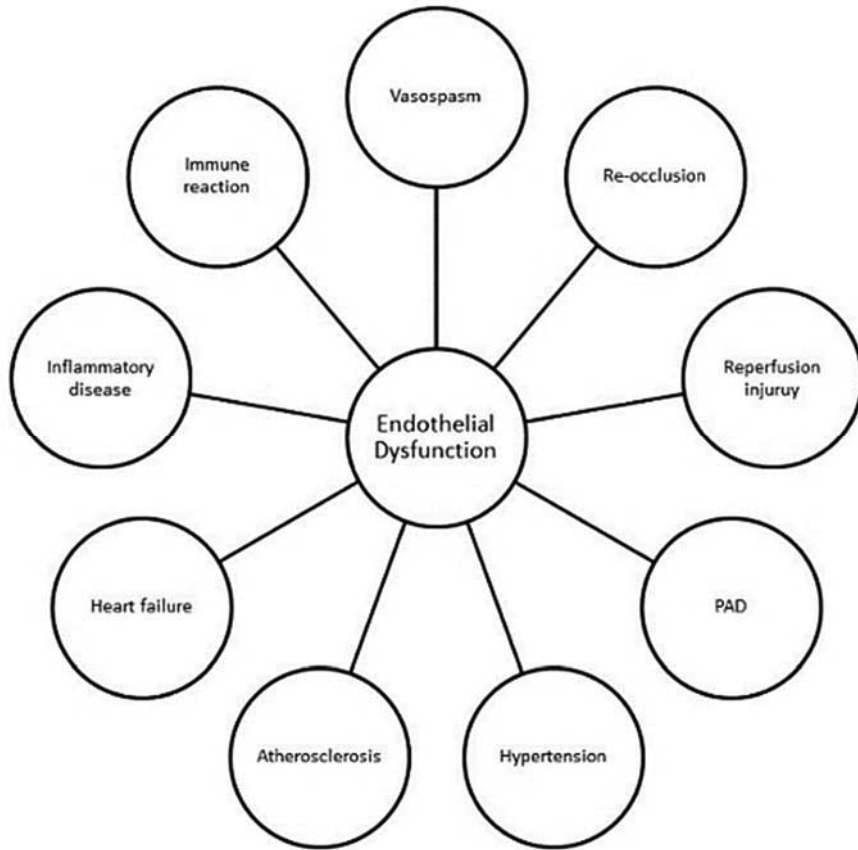 Vasospasm
Immune
reaction
Re-occlusion
Inflammatory
disease
Reperfusion
injuruy
Endothelial
Dysfunction
Heart failure
PAD
Atherosclerosis
Hypertension